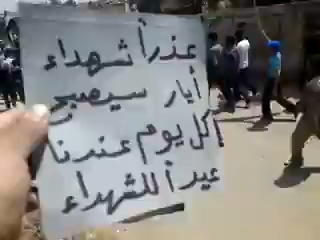 عذراً شهداء
أيار سيصبح
كل يوم عندنا
عيداً للشهداء